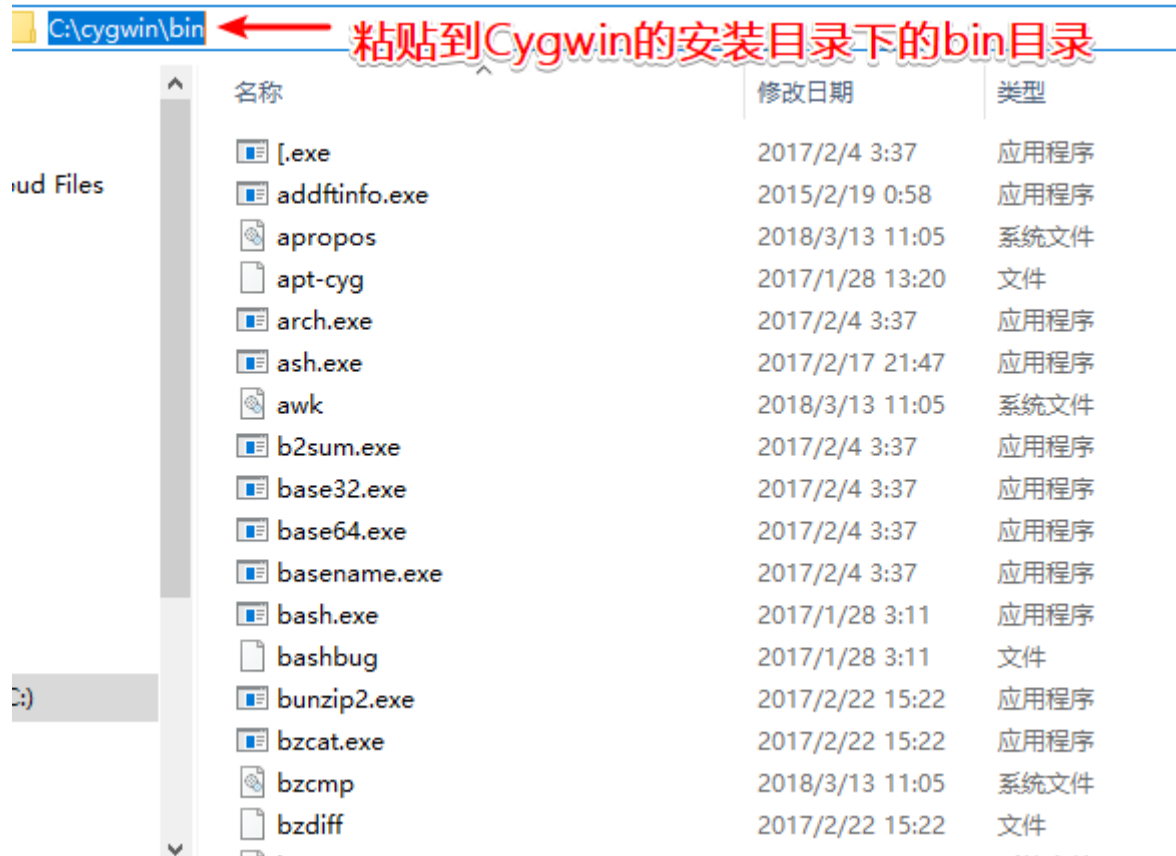 C:\cygwin\bin 粘贴到Cygwin的安装目录下的bin目录
名称 修改日期 类型
[.exe 2017/2/4 3:37 应用程序
oud Files
addftinfo.exe 2015/2/19 0:58 应用程序
apropos 2018/3/13 11:05 系统文件
apt-cyg 2017/1/28 13:20 文件
arch.exe 2017/2/4 3:37 应用程序
ash.exe 2017/2/17 21:47 应用程序
awk 2018/3/13 11:05 系统文件
b2sum.exe 2017/2/4 3:37 应用程序
base32.exe 2017/2/4 3:37 应用程序
base64.exe 2017/2/4 3:37 应用程序
basename.exe 2017/2/4 3:37 应用程序
bash.exe 2017/1/28 3:11 应用程序
bashbug 2017/1/28 3:11 文件
C:)
bunzip2.exe 2017/2/22 15:22 应用程序
bzcat.exe 2017/2/22 15:22 应用程序
bzcmp 2018/3/13 11:05 系统文件
bzdiff 2017/2/22 15:22 文件